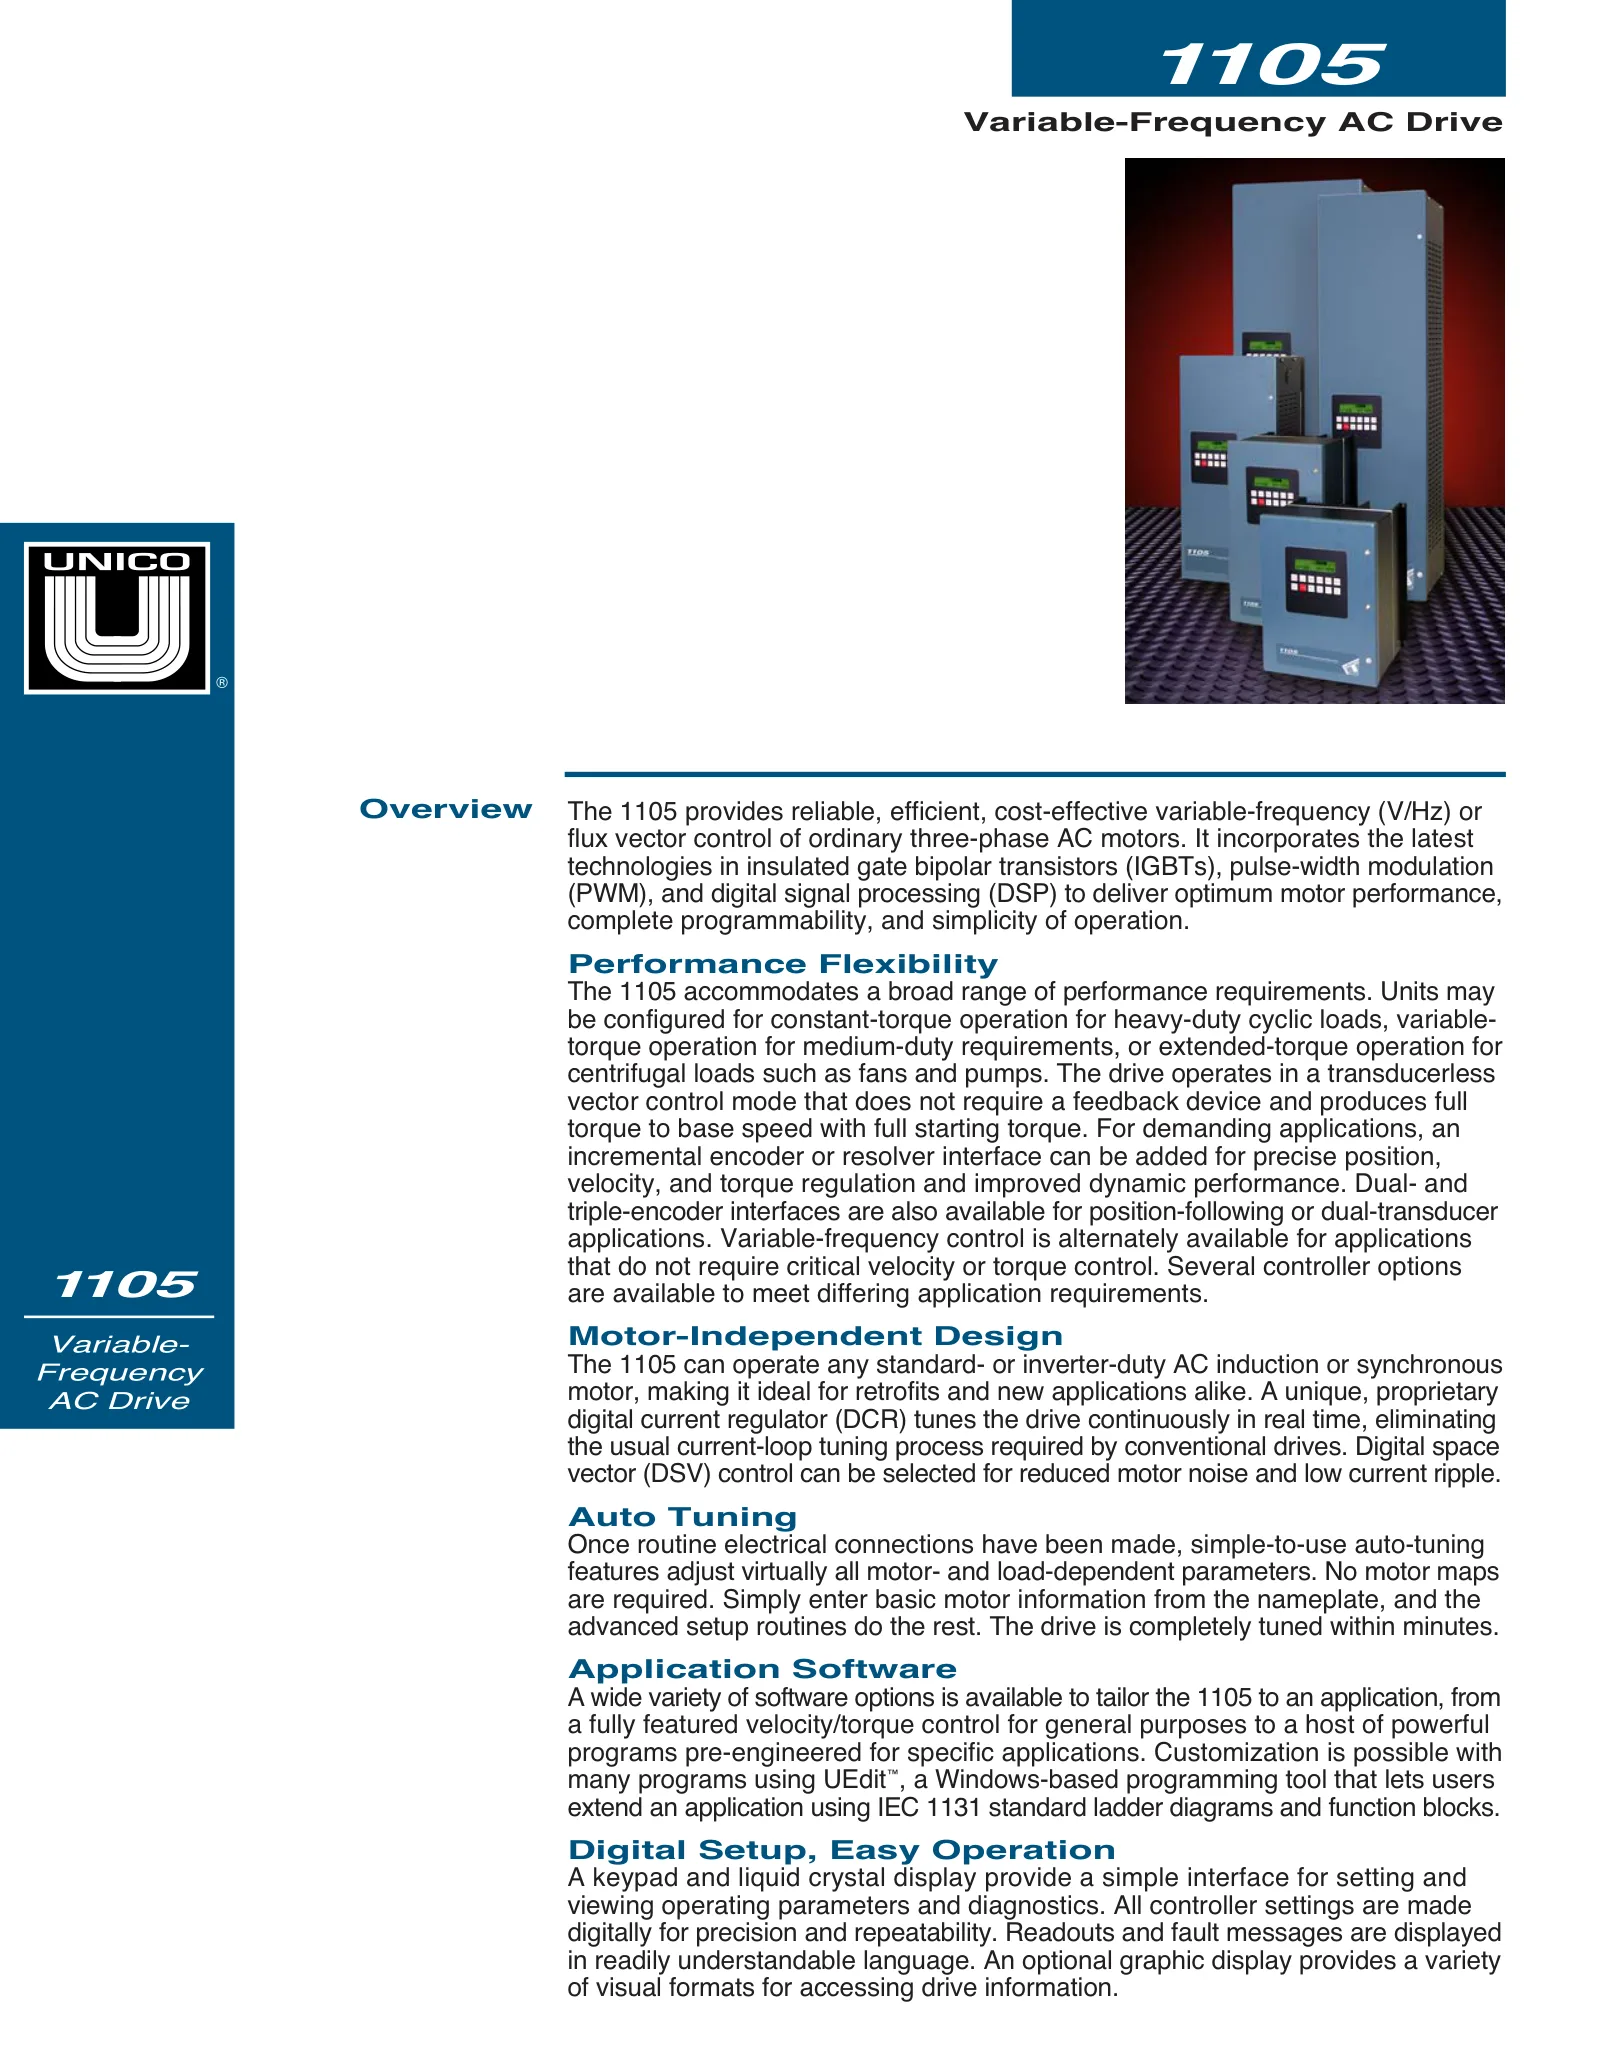 1105
Variable-Frequency AC Drive
1105
1105
1105
UNICO
®
1105
Variable-
Frequency
AC Drive
Overview
The 1105 provides reliable, efficient, cost-effective variable-frequency (V/Hz) or
flux vector control of ordinary three-phase AC motors. It incorporates the latest
technologies in insulated gate bipolar transistors (IGBTs), pulse-width modulation
(PWM), and digital signal processing (DSP) to deliver optimum motor performance,
complete programmability, and simplicity of operation.
Performance Flexibility
The 1105 accommodates a broad range of performance requirements. Units may
be configured for constant-torque operation for heavy-duty cyclic loads, variable-
torque operation for medium-duty requirements, or extended-torque operation for
centrifugal loads such as fans and pumps. The drive operates in a transducerless
vector control mode that does not require a feedback device and produces full
torque to base speed with full starting torque. For demanding applications, an
incremental encoder or resolver interface can be added for precise position,
velocity, and torque regulation and improved dynamic performance. Dual- and
triple-encoder interfaces are also available for position-following or dual-transducer
applications. Variable-frequency control is alternately available for applications
that do not require critical velocity or torque control. Several controller options
are available to meet differing application requirements.
Motor-Independent Design
The 1105 can operate any standard- or inverter-duty AC induction or synchronous
motor, making it ideal for retrofits and new applications alike. A unique, proprietary
digital current regulator (DCR) tunes the drive continuously in real time, eliminating
the usual current-loop tuning process required by conventional drives. Digital space
vector (DSV) control can be selected for reduced motor noise and low current ripple.
Auto Tuning
Once routine electrical connections have been made, simple-to-use auto-tuning
features adjust virtually all motor- and load-dependent parameters. No motor maps
are required. Simply enter basic motor information from the nameplate, and the
advanced setup routines do the rest. The drive is completely tuned within minutes.
Application Software
A wide variety of software options is available to tailor the 1105 to an application, from
a fully featured velocity/torque control for general purposes to a host of powerful
programs pre-engineered for specific applications. Customization is possible with
many programs using UEdit™, a Windows-based programming tool that lets users
extend an application using IEC 1131 standard ladder diagrams and function blocks.
Digital Setup, Easy Operation
A keypad and liquid crystal display provide a simple interface for setting and
viewing operating parameters and diagnostics. All controller settings are made
digitally for precision and repeatability. Readouts and fault messages are displayed
in readily understandable language. An optional graphic display provides a variety
of visual formats for accessing drive information.